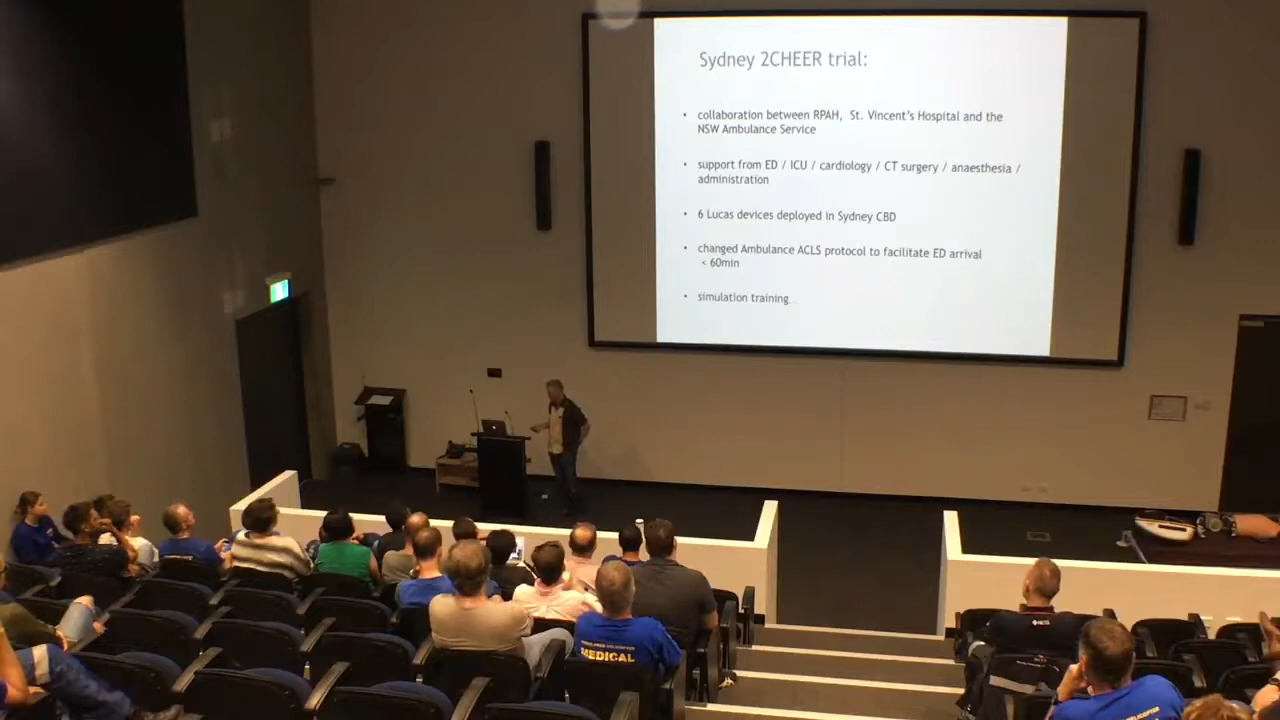 Sydney 2CHEER trial:
• collaboration between RPAH, St. Vincent's Hospital and the
NSW Ambulance Service
• support from ED / ICU / cardiology / CT surgery / anaesthesia /
administration
• 6 Lucas devices deployed in Sydney CBD
• changed Ambulance ACLS protocol to facilitate ED arrival
< 60min
• simulation training
MEDICAL